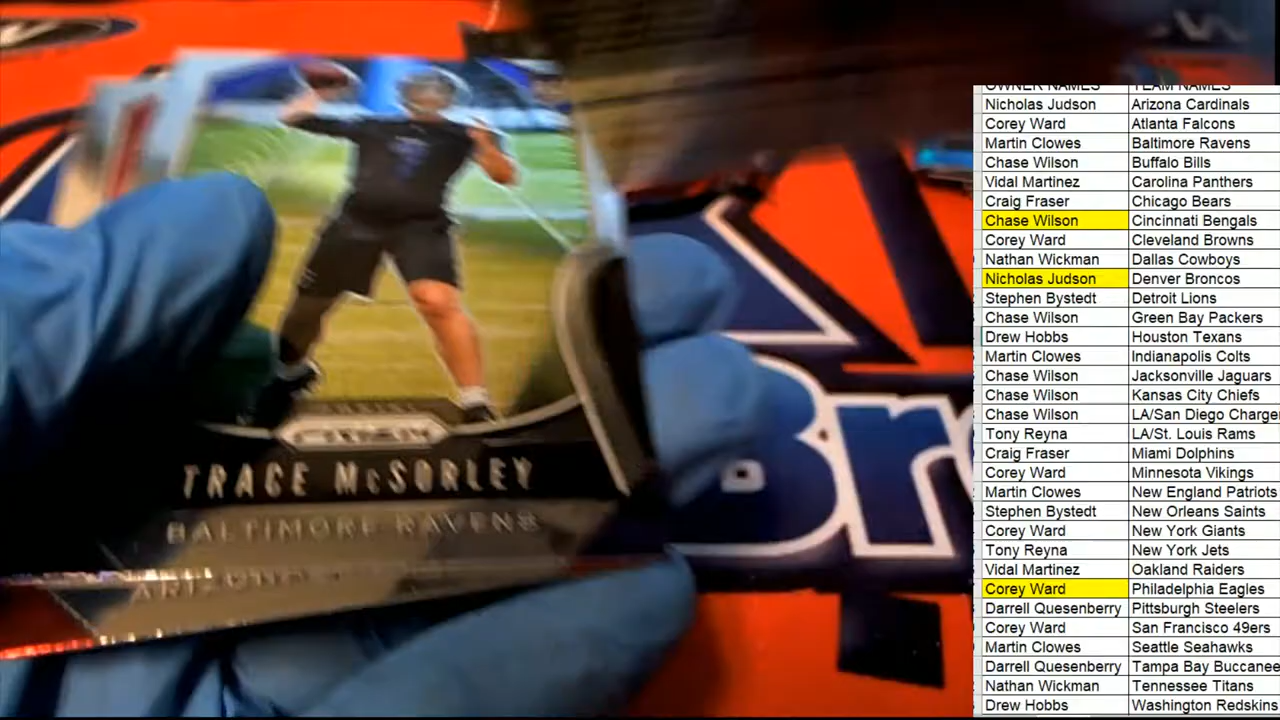 OWNER NAMES TEAM NAMES
Nicholas Judson Arizona Cardinals
Corey Ward Atlanta Falcons
Martin Clowes Baltimore Ravens
Chase Wilson Buffalo Bills
Vidal Martinez Carolina Panthers
Craig Fraser Chicago Bears
Chase Wilson Cincinnati Bengals
Corey Ward Cleveland Browns
Nathan Wickman Dallas Cowboys
Nicholas Judson Denver Broncos
Stephen Bystedt Detroit Lions
Chase Wilson Green Bay Packers
Drew Hobbs Houston Texans
Martin Clowes Indianapolis Colts
Chase Wilson Jacksonville Jaguars
Chase Wilson Kansas City Chiefs
Chase Wilson LA/San Diego Charge
Tony Reyna LA/St. Louis Rams
Craig Fraser Miami Dolphins
Corey Ward Minnesota Vikings
Martin Clowes New England Patriots
Stephen Bystedt New Orleans Saints
Corey Ward New York Giants
Tony Reyna New York Jets
Vidal Martinez Oakland Raiders
Corey Ward Philadelphia Eagles
Darrell Quesenberry Pittsburgh Steelers
Corey Ward San Francisco 49ers
Martin Clowes Seattle Seahawks
Darrell Quesenberry Tampa Bay Buccanee
Nathan Wickman Tennessee Titans
Drew Hobbs Washington Redskins
PRIZM
TRACE McSORLEY
BALTIMORE RAVENS
Br